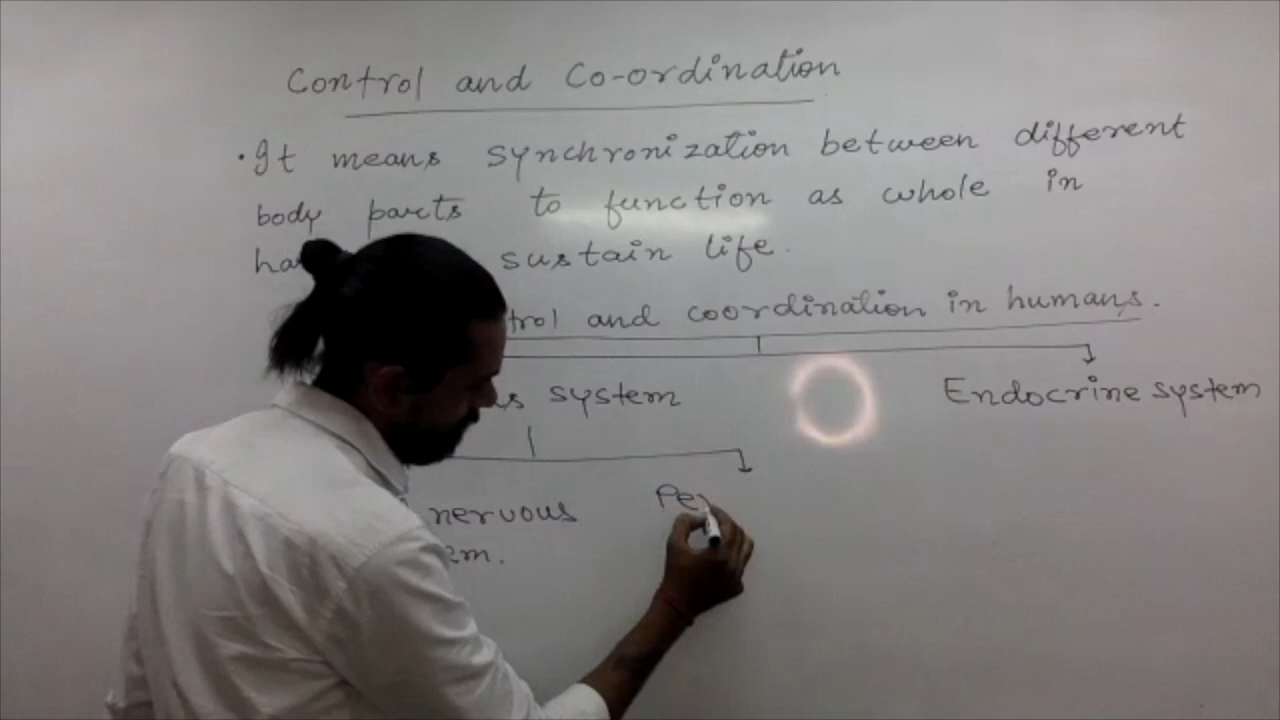 Control and Co-ordination
• It means synchronization between different
body parts to function as whole in
sustain life.
and coordination in humans.
system Endocrine system
nervous Pe